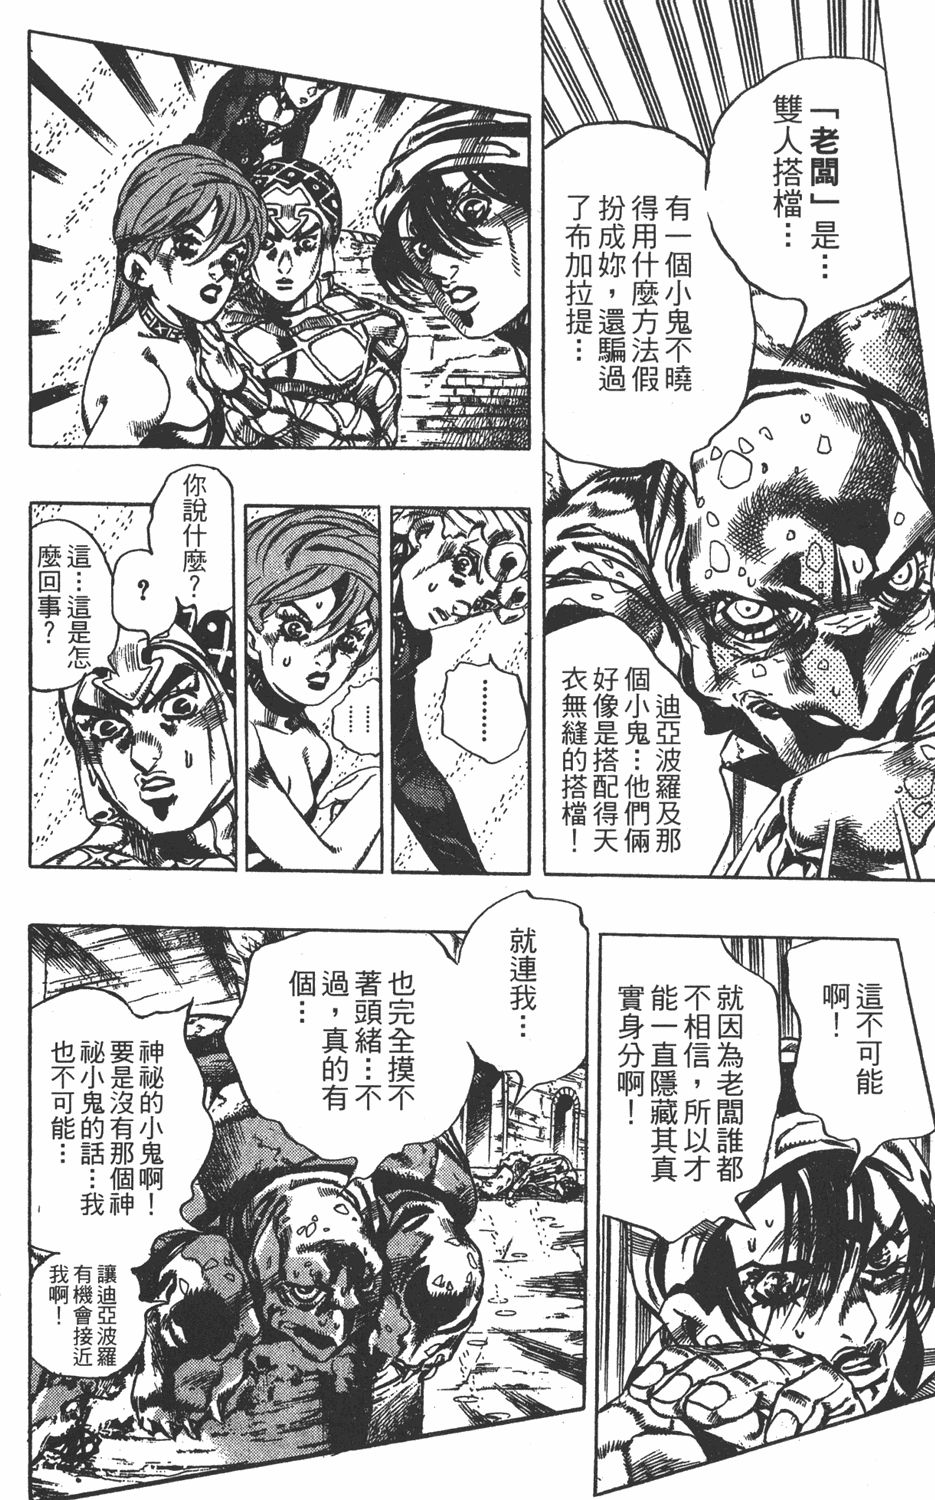 「老闆」是…
雙人搭檔…
有一個小鬼不曉
得用什麼方法假
扮成妳，還騙過
了布加拉提…
迪亞波羅及那
個小鬼…他們倆
好像是搭配得天
衣無縫的搭檔！
………
………
你說什麼？
？
這…這是怎
麼回事？
這不可能
啊！
就因為老闆誰都
不相信，所以才
能一直隱藏其真
實身分啊！
就連我…
也完全摸不
著頭緒…不
過，真的有
個…
神祕的小鬼啊！
要是沒有那個神
祕小鬼的話…我
也不可能…
讓迪亞波羅
有機會接近
我啊！